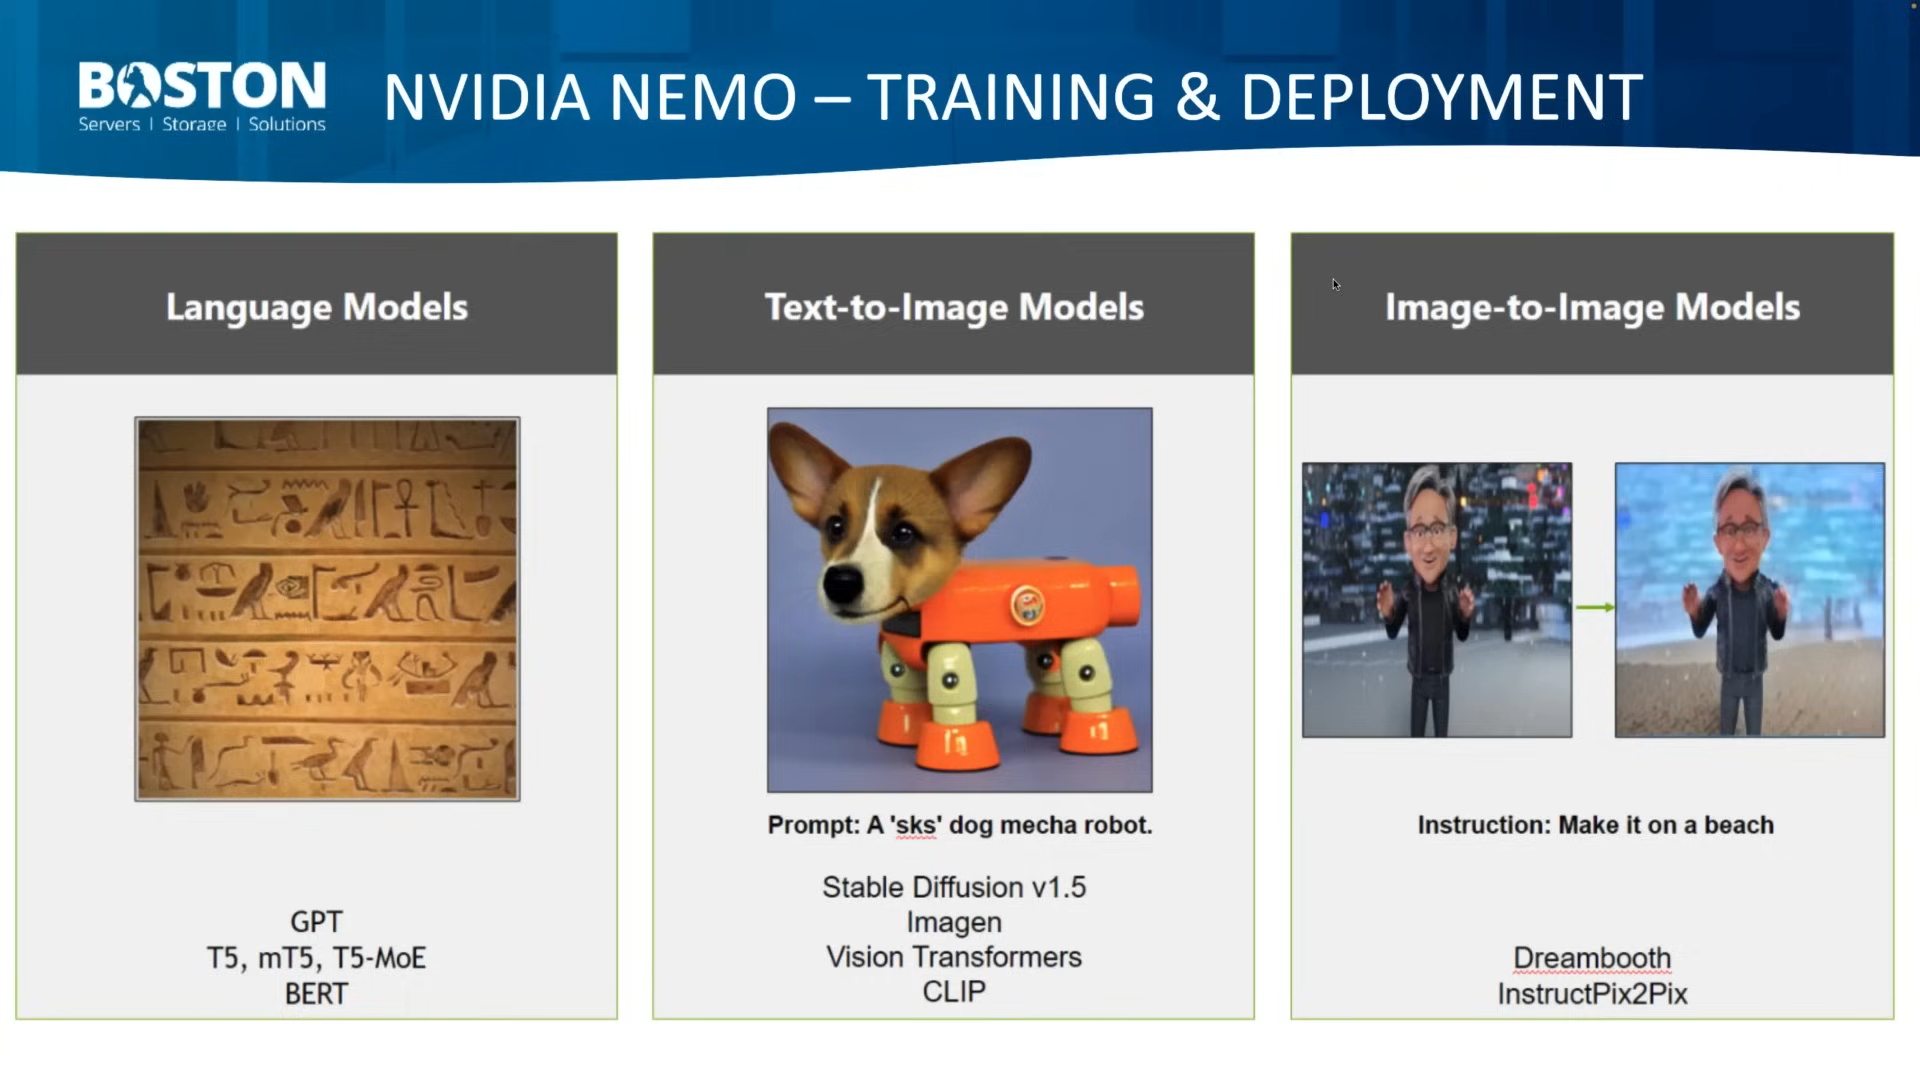 BOSTON
Servers | Storage | Solutions
NVIDIA NEMO – TRAINING & DEPLOYMENT
Language Models
GPT
T5, mT5, T5-MoE
BERT
Text-to-Image Models
Prompt: A 'sks' dog mecha robot.
Stable Diffusion v1.5
Imagen
Vision Transformers
CLIP
Image-to-Image Models
Instruction: Make it on a beach
Dreambooth
InstructPix2Pix